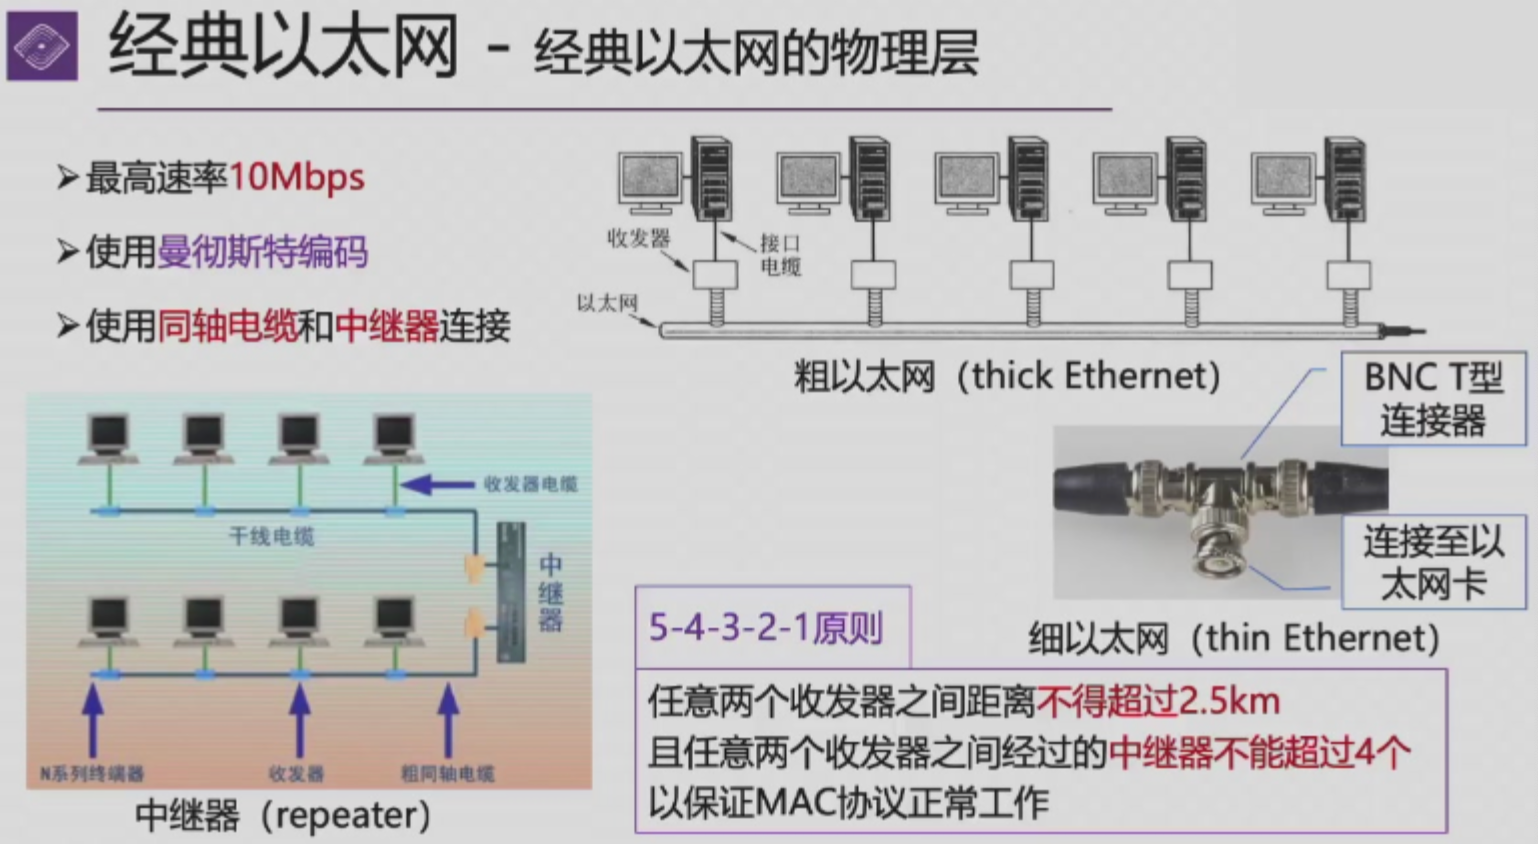 经典以太网 - 经典以太网的物理层
➢最高速率10Mbps
➢使用曼彻斯特编码
➢使用同轴电缆和中继器连接
收发器
接口
电缆
以太网
粗以太网（thick Ethernet）
BNC T型
连接器
连接至以
太网卡
细以太网（thin Ethernet）
收发器电缆
干线电缆
中
继
器
N系列终端器
收发器
粗同轴电缆
中继器（repeater）
5-4-3-2-1原则
任意两个收发器之间距离不得超过2.5km
且任意两个收发器之间经过的中继器不能超过4个
以保证MAC协议正常工作